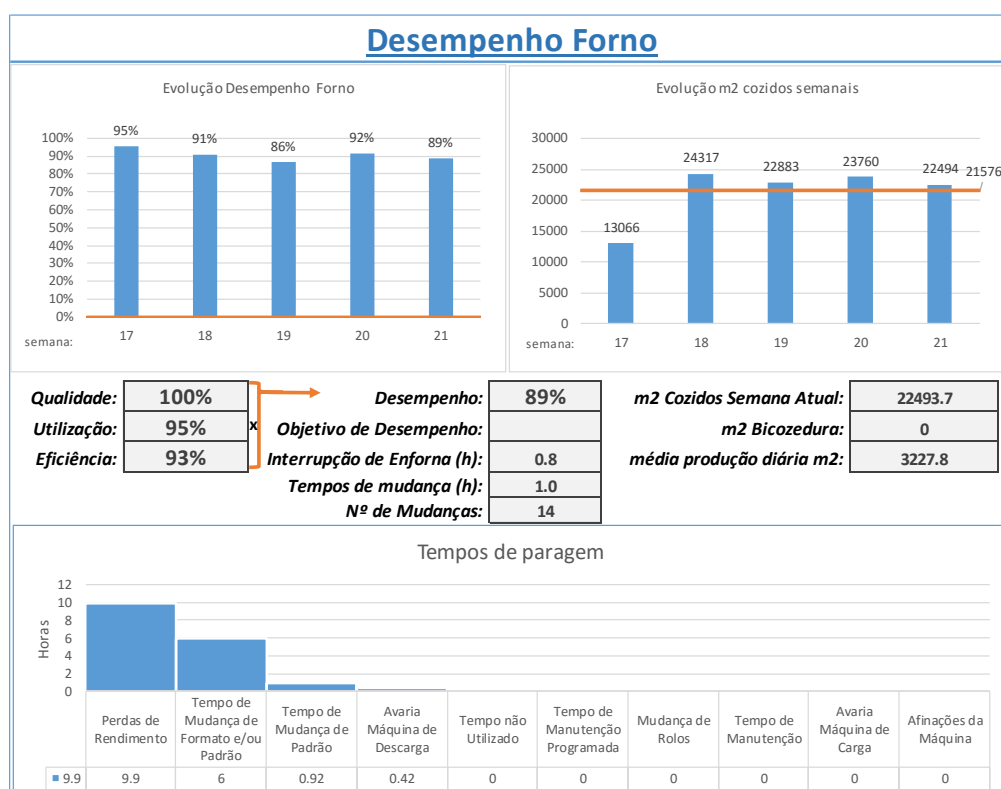 Desempenho Forno
Evolução Desempenho Forno
100%
90%
80%
70%
60%
50%
40%
30%
20%
10%
0%
95%
91%
86%
92%
89%
semana:
17
18
19
20
21
Evolução m2 cozidos semanais
30000
25000
20000
15000
10000
5000
0
13066
24317
22883
23760
22494
21576
semana:
17
18
19
20
21
Qualidade: 100%
Utilização: 95%
Eficiência: 93%
x
Desempenho: 89%
Objetivo de Desempenho:
Interrupção de Enforna (h): 0.8
Tempos de mudança (h): 1.0
Nº de Mudanças: 14
m2 Cozidos Semana Atual: 22493.7
m2 Bicozedura: 0
média produção diária m2: 3227.8
Tempos de paragem
Horas
12
10
8
6
4
2
0
Perdas de
Rendimento
Tempo de
Mudança de
Formato e/ou
Padrão
Tempo de
Mudança de
Padrão
Avaria
Máquina de
Descarga
Tempo não
Utilizado
Tempo de
Manutenção
Programada
Mudança de
Rolos
Tempo de
Manutenção
Avaria
Máquina de
Carga
Afinações da
Máquina
9.9 9.9 6 0.92 0.42 0 0 0 0 0 0